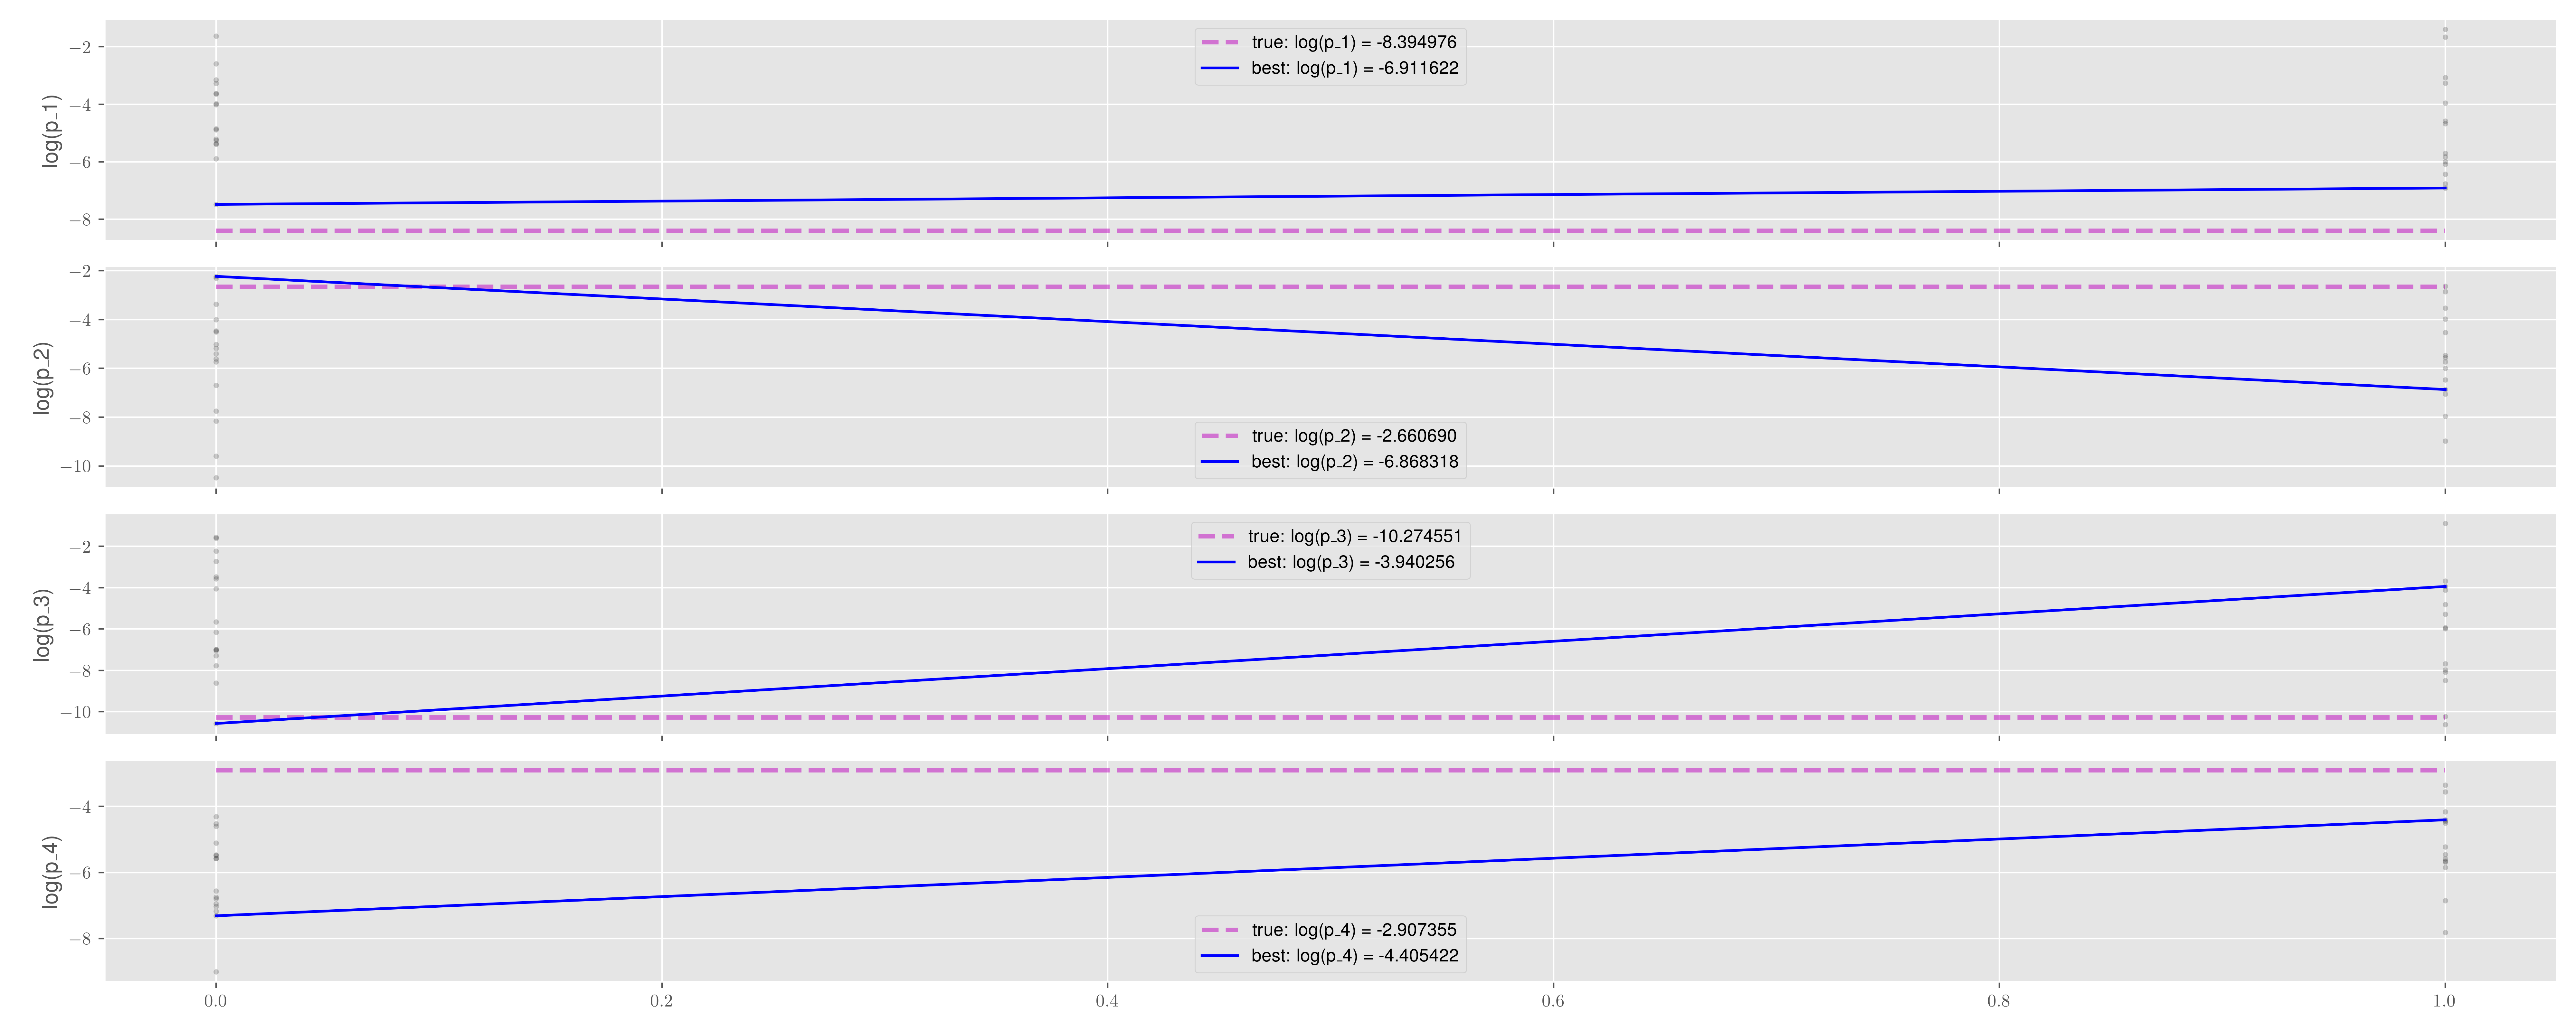 −2
−4
−6
−8
log(p_1)
true: log(p_1) = -8.394976
best: log(p_1) = -6.911622
−2
−4
−6
−8
−10
log(p_2)
true: log(p_2) = -2.660690
best: log(p_2) = -6.868318
−2
−4
−6
−8
−10
log(p_3)
true: log(p_3) = -10.274551
best: log(p_3) = -3.940256
−4
−6
−8
log(p_4)
true: log(p_4) = -2.907355
best: log(p_4) = -4.405422
0.0 0.2 0.4 0.6 0.8 1.0